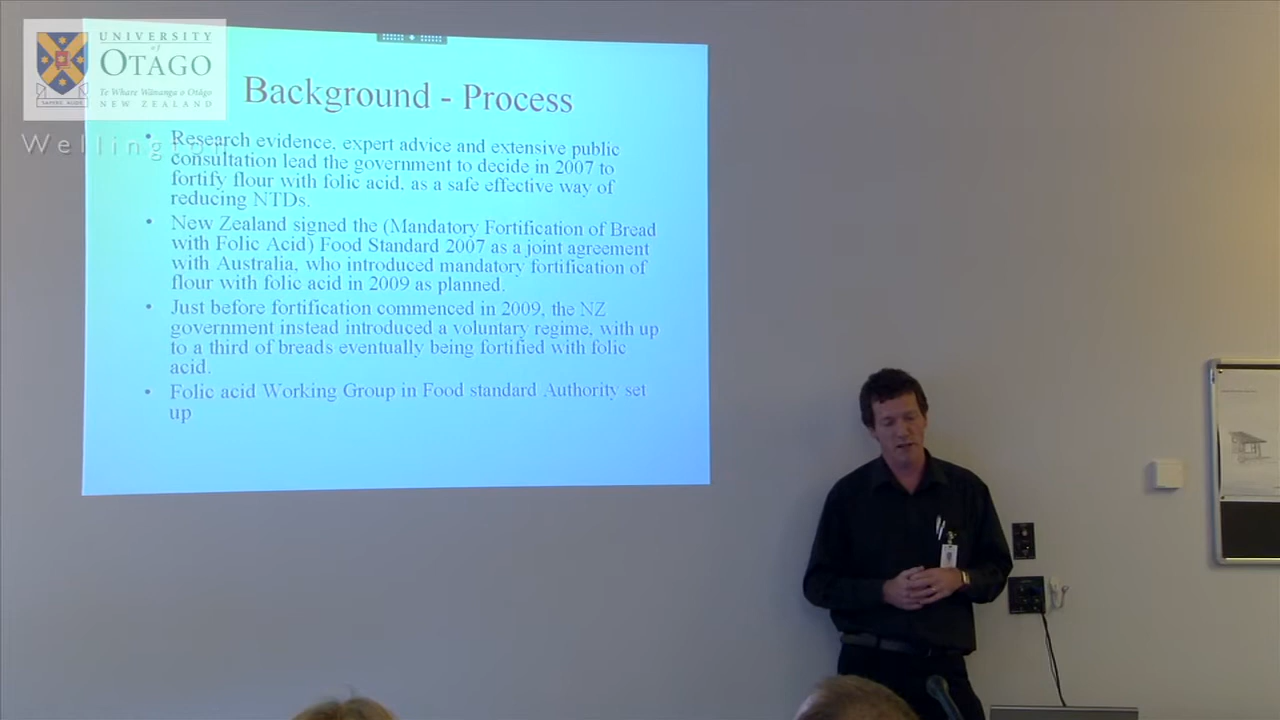 UNIVERSITY
of
OTAGO
Te Whare Wānanga o Otāgo
NEW ZEALAND
SAPERE AUDE
Wellington
Background - Process
• Research evidence, expert advice and extensive public
consultation lead the government to decide in 2007 to
fortify flour with folic acid, as a safe effective way of
reducing NTDs.
• New Zealand signed the (Mandatory Fortification of Bread
with Folic Acid) Food Standard 2007 as a joint agreement
with Australia, who introduced mandatory fortification of
flour with folic acid in 2009 as planned.
• Just before fortification commenced in 2009, the NZ
government instead introduced a voluntary regime, with up
to a third of breads eventually being fortified with folic
acid.
• Folic acid Working Group in Food standard Authority set
up